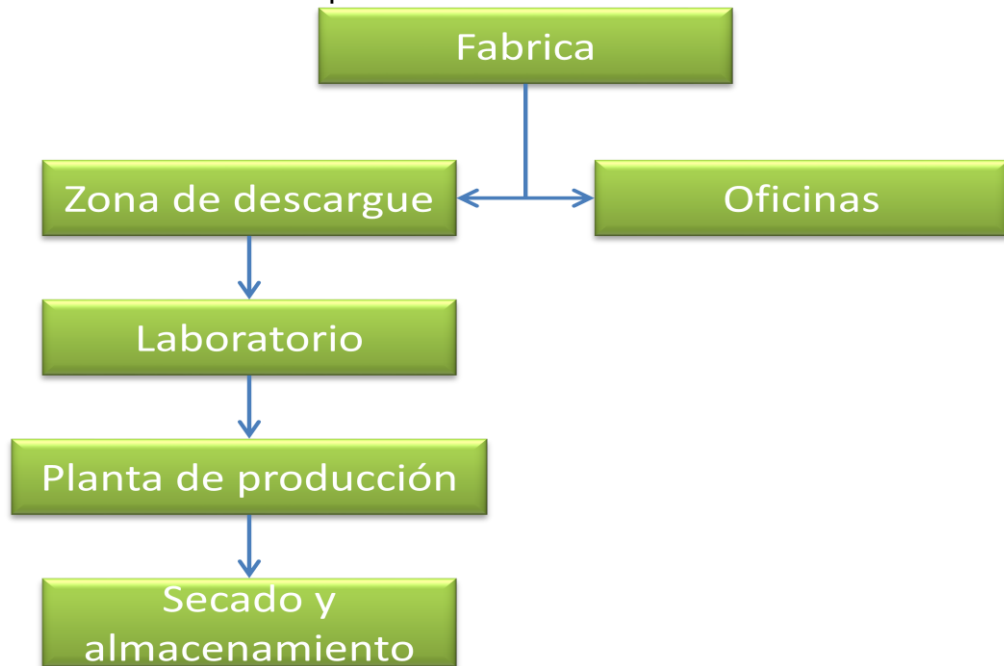 Fabrica
Zona de descargue
Oficinas
Laboratorio
Planta de producción
Secado y
almacenamiento